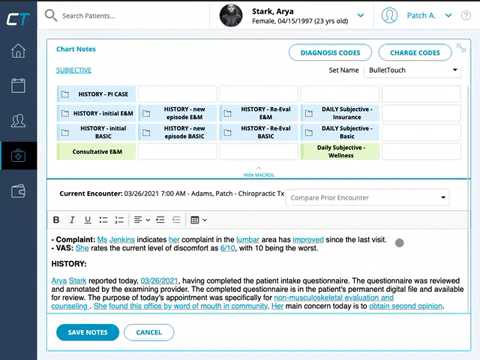 CT
Search Patients...
Stark, Arya
Female, 04/15/1997 (23 yrs old)
Patch A.
Chart Notes
DIAGNOSIS CODES
CHARGE CODES
SUBJECTIVE
Set Name
BulletTouch
HISTORY - PI CASE
HISTORY - initial E&M
HISTORY - new episode E&M
HISTORY - Re-Eval E&M
DAILY Subjective - Insurance
HISTORY - initial BASIC
HISTORY - new episode BASIC
HISTORY - Re-Eval BASIC
DAILY Subjective - Basic
Consultative E&M
Daily Subjective - Wellness
Hide MACROs
Current Encounter: 03/26/2021 7:00 AM - Adams, Patch - Chiropractic Tx
Compare Prior Encounter
B I U
- Complaint: Ms Jenkins indicates her complaint in the lumbar area has improved since the last visit.
- VAS: She rates the current level of discomfort as 6/10, with 10 being the worst.
HISTORY:
Arya Stark reported today, 03/26/2021, having completed the patient intake questionnaire. The questionnaire was reviewed
and annotated by the examining provider. The completed questionnaire is in the patient's permanent digital file and available
for review. The purpose of today's appointment was specifically for non-musculoskeletal evaluation and
counseling . She found this office by word of mouth in community. Her main concern today is to obtain second opinion.
SAVE NOTES
CANCEL